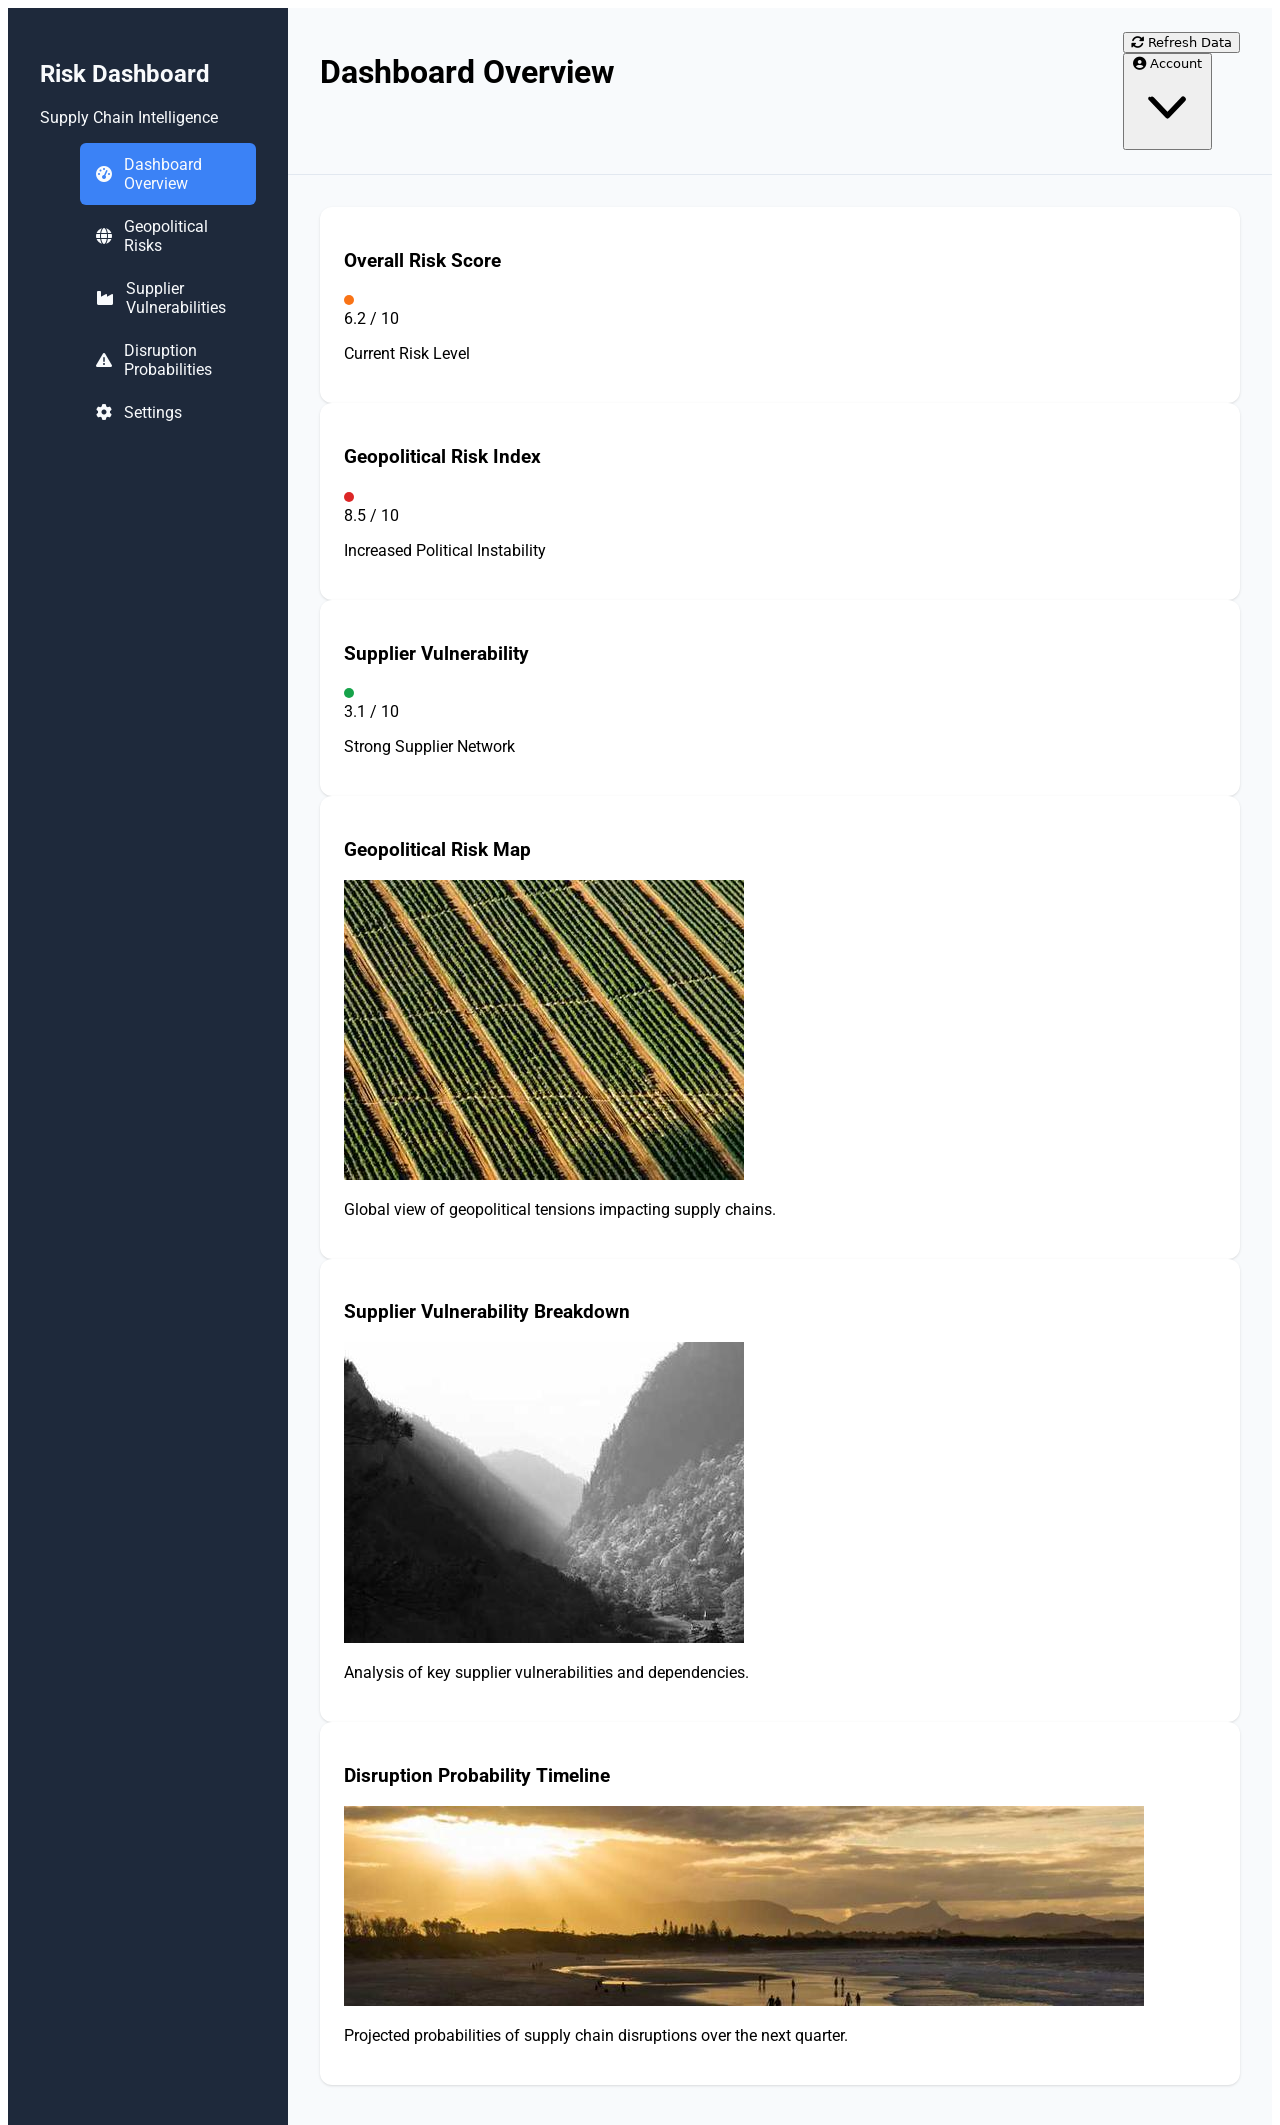 Risk Dashboard
Supply Chain Intelligence
Dashboard
Overview
Geopolitical
Risks
Supplier
Vulnerabilities
Disruption
Probabilities
Settings
Dashboard Overview
Refresh Data
Account
Overall Risk Score
6.2 / 10
Current Risk Level
Geopolitical Risk Index
8.5 / 10
Increased Political Instability
Supplier Vulnerability
3.1 / 10
Strong Supplier Network
Geopolitical Risk Map
Global view of geopolitical tensions impacting supply chains.
Supplier Vulnerability Breakdown
Analysis of key supplier vulnerabilities and dependencies.
Disruption Probability Timeline
Projected probabilities of supply chain disruptions over the next quarter.